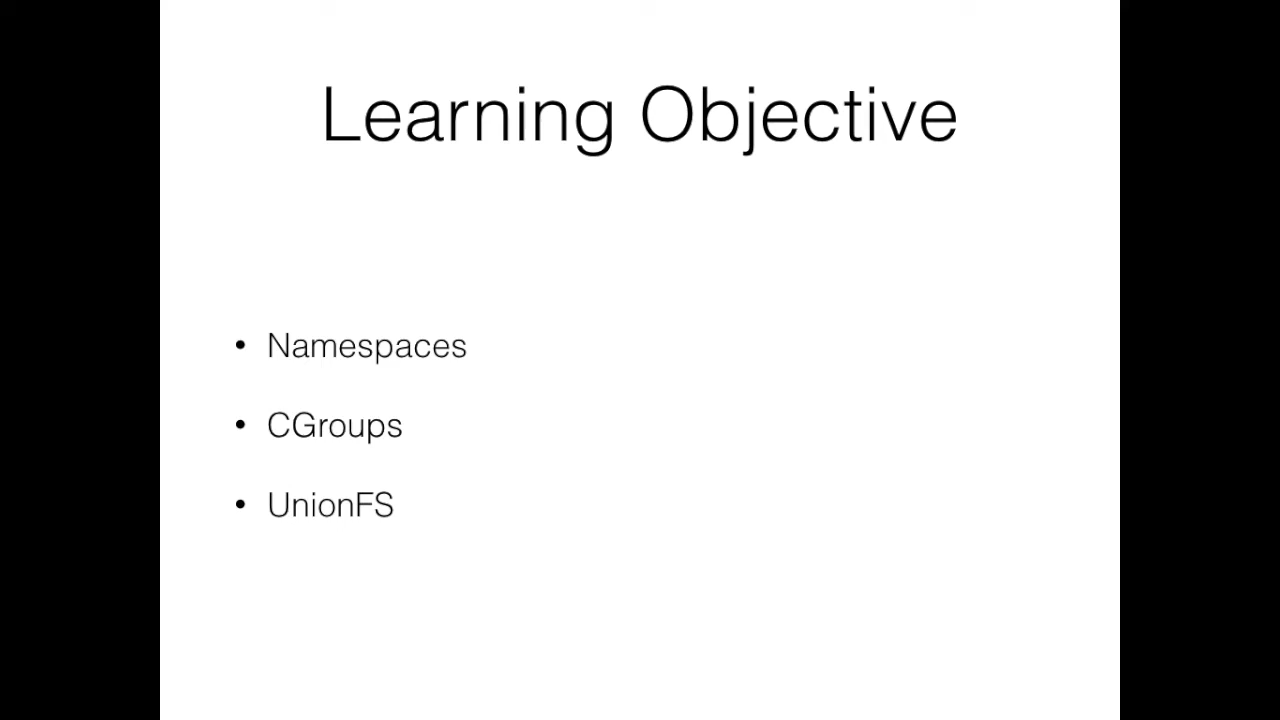 Learning Objective
• Namespaces
• CGroups
• UnionFS